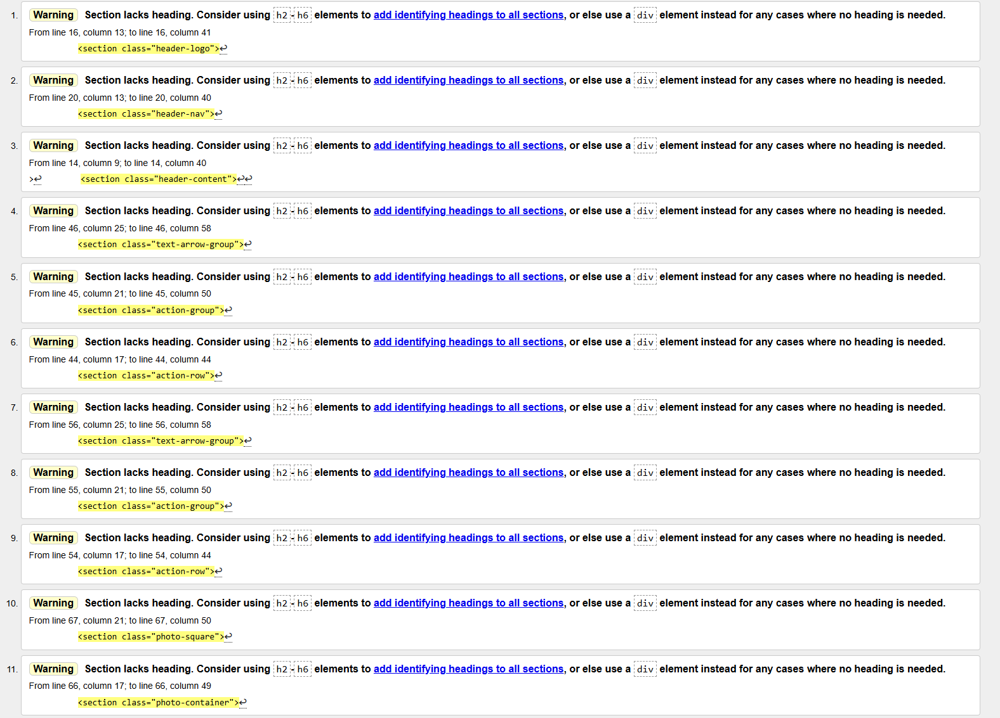 1. Warning Section lacks heading. Consider using h2-h6 elements to add identifying headings to all sections, or else use a div element instead for any cases where no heading is needed.
From line 16, column 13; to line 16, column 41
<section class="header-logo">↩
2. Warning Section lacks heading. Consider using h2-h6 elements to add identifying headings to all sections, or else use a div element instead for any cases where no heading is needed.
From line 20, column 13; to line 20, column 40
<section class="header-nav">↩
3. Warning Section lacks heading. Consider using h2-h6 elements to add identifying headings to all sections, or else use a div element instead for any cases where no heading is needed.
From line 14, column 9; to line 14, column 40
>↩ <section class="header-content">↩↩
4. Warning Section lacks heading. Consider using h2-h6 elements to add identifying headings to all sections, or else use a div element instead for any cases where no heading is needed.
From line 46, column 25; to line 46, column 58
<section class="text-arrow-group">↩
5. Warning Section lacks heading. Consider using h2-h6 elements to add identifying headings to all sections, or else use a div element instead for any cases where no heading is needed.
From line 45, column 21; to line 45, column 50
<section class="action-group">↩
6. Warning Section lacks heading. Consider using h2-h6 elements to add identifying headings to all sections, or else use a div element instead for any cases where no heading is needed.
From line 44, column 17; to line 44, column 44
<section class="action-row">↩
7. Warning Section lacks heading. Consider using h2-h6 elements to add identifying headings to all sections, or else use a div element instead for any cases where no heading is needed.
From line 56, column 25; to line 56, column 58
<section class="text-arrow-group">↩
8. Warning Section lacks heading. Consider using h2-h6 elements to add identifying headings to all sections, or else use a div element instead for any cases where no heading is needed.
From line 55, column 21; to line 55, column 50
<section class="action-group">↩
9. Warning Section lacks heading. Consider using h2-h6 elements to add identifying headings to all sections, or else use a div element instead for any cases where no heading is needed.
From line 54, column 17; to line 54, column 44
<section class="action-row">↩
10. Warning Section lacks heading. Consider using h2-h6 elements to add identifying headings to all sections, or else use a div element instead for any cases where no heading is needed.
From line 67, column 21; to line 67, column 50
<section class="photo-square">↩
11. Warning Section lacks heading. Consider using h2-h6 elements to add identifying headings to all sections, or else use a div element instead for any cases where no heading is needed.
From line 66, column 17; to line 66, column 49
<section class="photo-container">↩